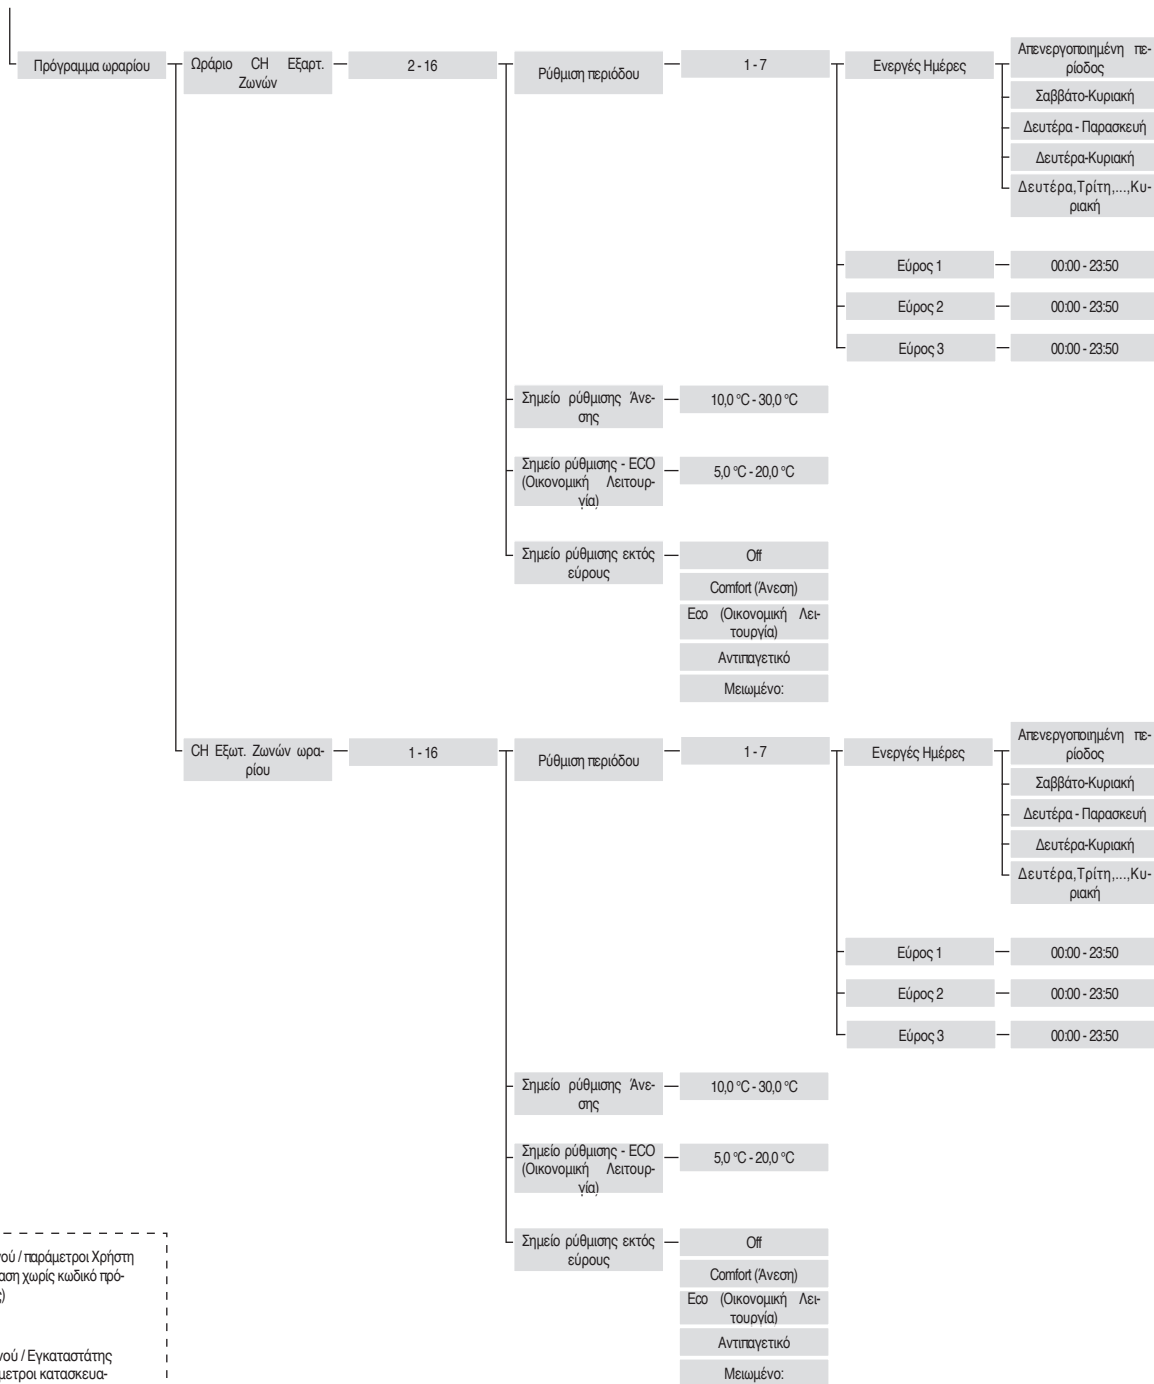 Πρόγραμμα ωραρίου
Ωράριο CH Εξαρτ.
Ζωνών
2 - 16
Ρύθμιση περιόδου
1 - 7
Ενεργές Ημέρες
Απενεργοποιημένη πε-
ρίοδος
Σαββάτο-Κυριακή
Δευτέρα - Παρασκευή
Δευτέρα-Κυριακή
Δευτέρα,Τρίτη,...,Κυ-
ριακή
Εύρος 1
00:00 - 23:50
Εύρος 2
00:00 - 23:50
Εύρος 3
00:00 - 23:50
Σημείο ρύθμισης Άνε-
σης
10,0 °C - 30,0 °C
Σημείο ρύθμισης - ECO
(Οικονομική Λειτουρ-
γία)
5,0 °C - 20,0 °C
Σημείο ρύθμισης εκτός
εύρους
Off
Comfort (Άνεση)
Eco (Οικονομική Λει-
τουργία)
Αντιπαγετικό
Μειωμένο:
CH Εξωτ. Ζωνών ωρα-
ρίου
1 - 16
Ρύθμιση περιόδου
1 - 7
Ενεργές Ημέρες
Απενεργοποιημένη πε-
ρίοδος
Σαββάτο-Κυριακή
Δευτέρα - Παρασκευή
Δευτέρα-Κυριακή
Δευτέρα,Τρίτη,...,Κυ-
ριακή
Εύρος 1
00:00 - 23:50
Εύρος 2
00:00 - 23:50
Εύρος 3
00:00 - 23:50
Σημείο ρύθμισης Άνε-
σης
10,0 °C - 30,0 °C
Σημείο ρύθμισης - ECO
(Οικονομική Λειτουρ-
γία)
5,0 °C - 20,0 °C
Σημείο ρύθμισης εκτός
εύρους
Off
Comfort (Άνεση)
Eco (Οικονομική Λει-
τουργία)
Αντιπαγετικό
Μειωμένο:
/ παράμετροι Χρήστη
χωρίς κωδικό πρό-
/ Εγκαταστάτης
κατασκευα-